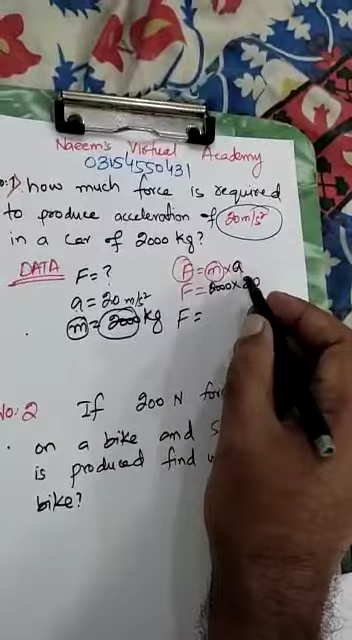 Naeem's Virtual Academy
03154550431
o:1) how much force is required
to produce acceleration of 20 m/s²
in a car of 2000 kg?
DATA
F = ?
a = 20 m/s²
m = 2000 kg
F = m × a
F = 2000 × 20
F =
No: 2 If 200 N for
on a bike and
is produced find
bike?